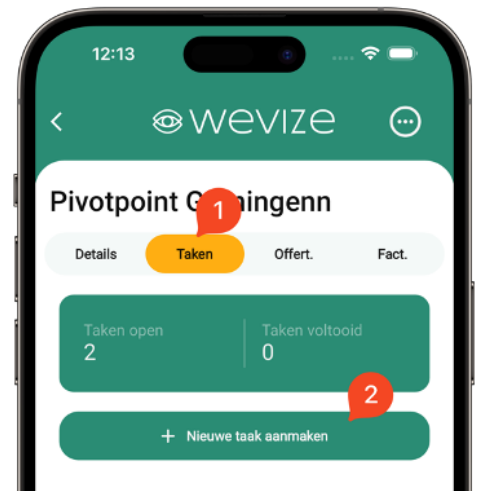 12:13
wevize
Pivotpoint G ingenn
1
Details Taken Offert. Fact.
Taken open Taken voltooid
2 0
2
+ Nieuwe taak aanmaken